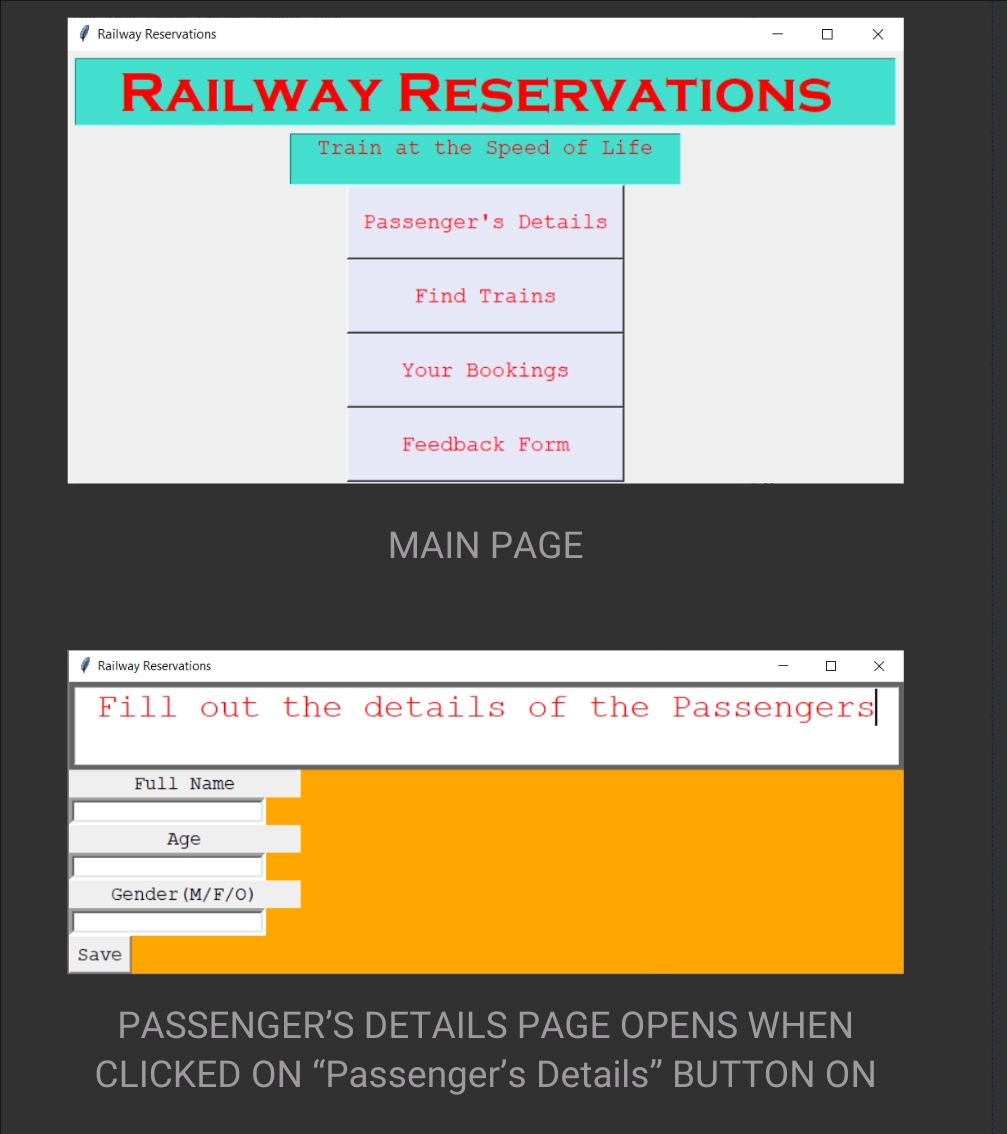 Railway Reservations
RAILWAY RESERVATIONS
Train at the Speed of Life
Passenger's Details
Find Trains
Your Bookings
Feedback Form
MAIN PAGE
Railway Reservations
Fill out the details of the Passengers
Full Name
Age
Gender(M/F/O)
Save
PASSENGER’S DETAILS PAGE OPENS WHEN
CLICKED ON “Passenger’s Details” BUTTON ON